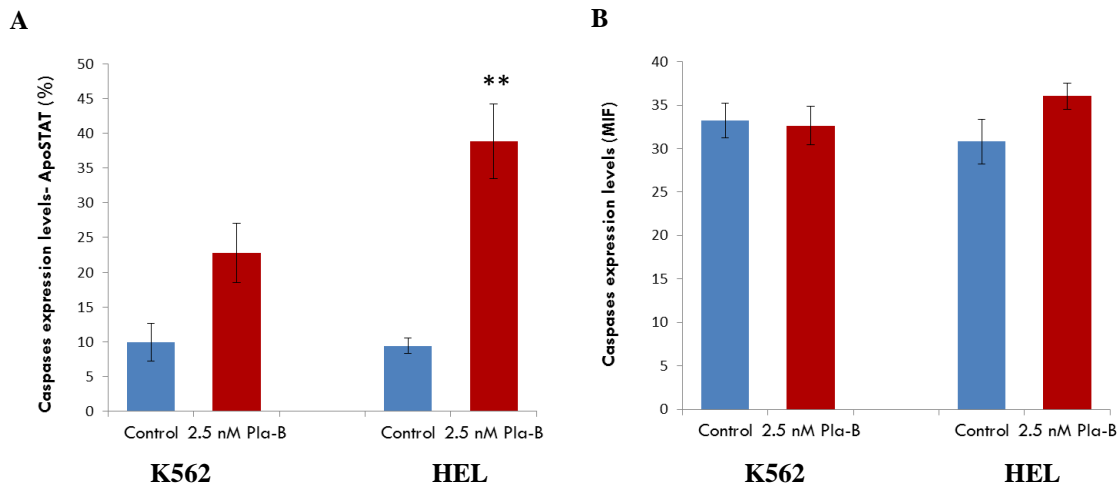 A
Caspases expression levels- ApoSTAT (%)
50
45
40
35
30
25
20
15
10
5
0
**
Control 2.5 nM Pla-B
Control 2.5 nM Pla-B
K562
HEL
B
Caspases expression levels (MIF)
40
35
30
25
20
15
10
5
0
Control 2.5 nM Pla-B
Control 2.5 nM Pla-B
K562
HEL